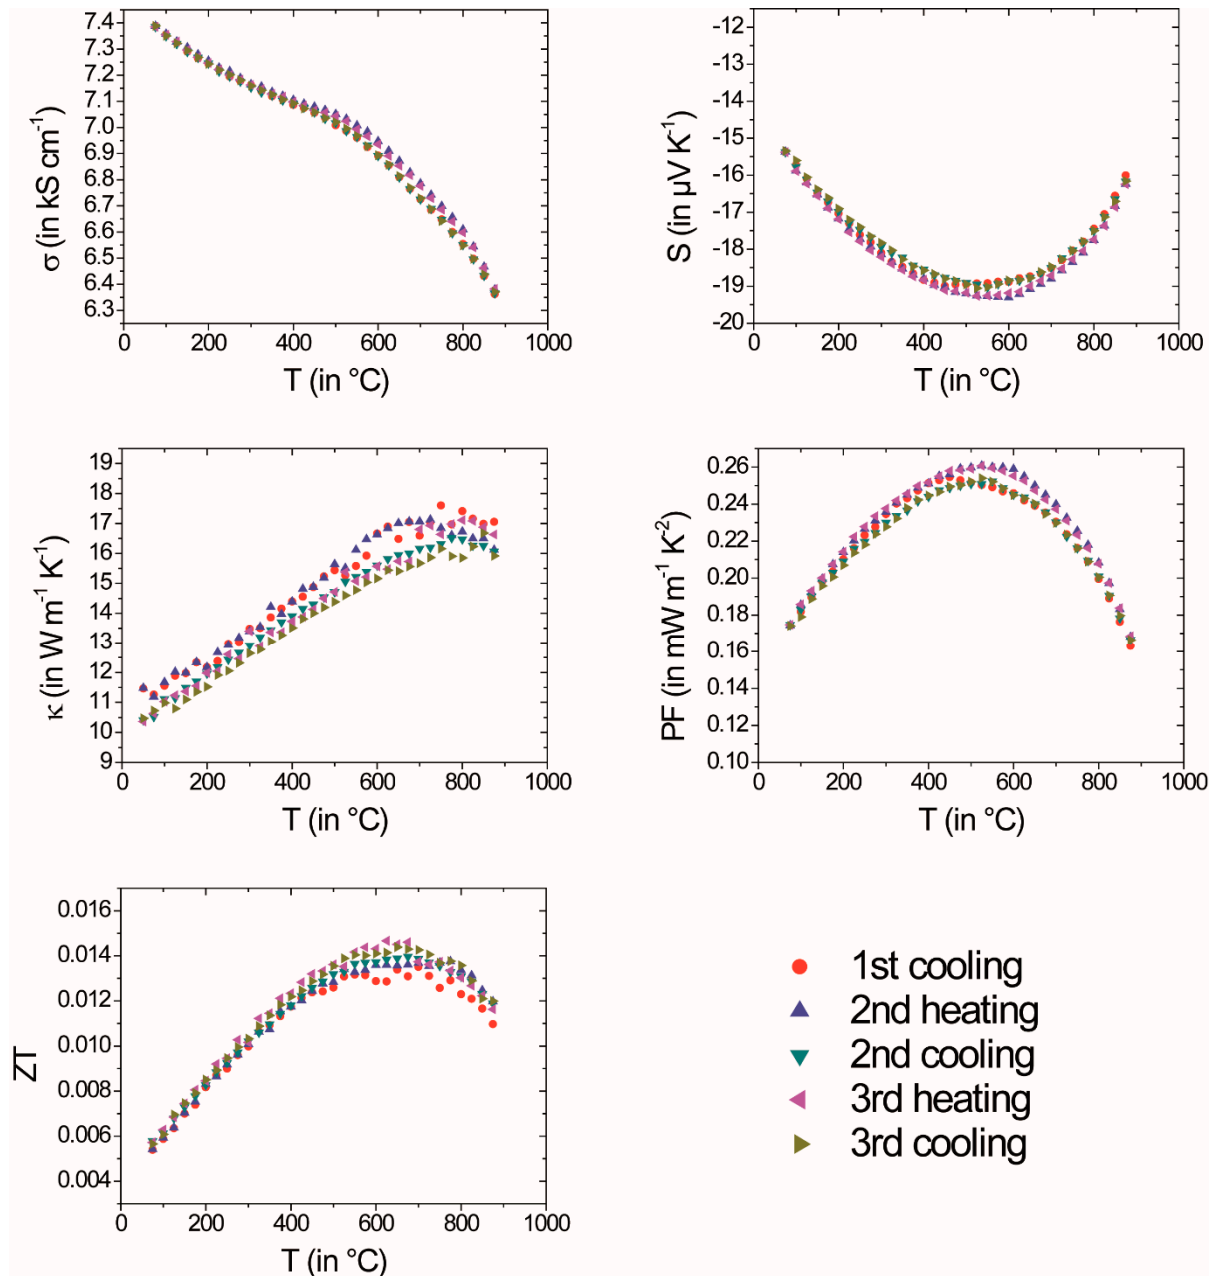 7.4
7.3
7.2
7.1
7.0
6.9
6.8
6.7
6.6
6.5
6.4
6.3
σ (in kS cm⁻¹)
0 200 400 600 800 1000
T (in °C)
-12
-13
-14
-15
-16
-17
-18
-19
-20
S (in µV K⁻¹)
0 200 400 600 800 1000
T (in °C)
19
18
17
16
15
14
13
12
11
10
9
κ (in W m⁻¹ K⁻¹)
0 200 400 600 800 1000
T (in °C)
0.26
0.24
0.22
0.20
0.18
0.16
0.14
0.12
0.10
PF (in mW m⁻¹ K⁻²)
0 200 400 600 800 1000
T (in °C)
0.016
0.014
0.012
0.010
0.008
0.006
0.004
ZT
0 200 400 600 800 1000
T (in °C)
1st cooling
2nd heating
2nd cooling
3rd heating
3rd cooling